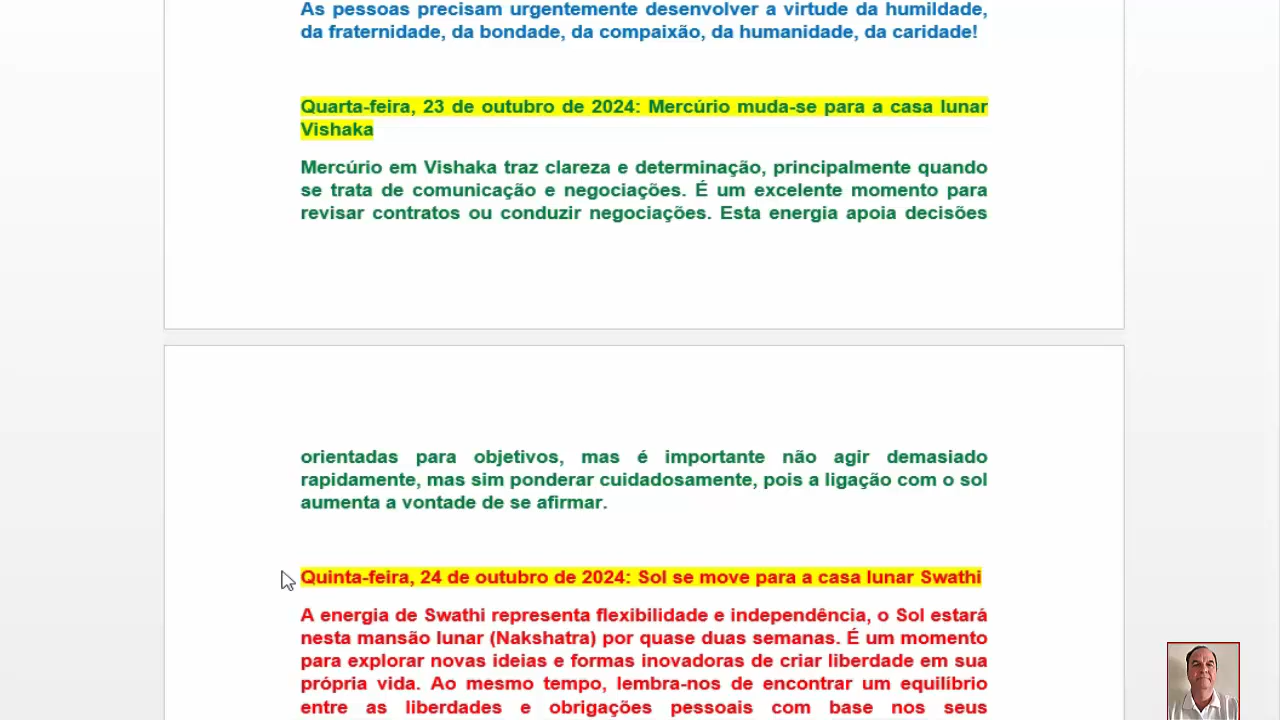 As pessoas precisam urgentemente desenvolver a virtude da humildade,
da fraternidade, da bondade, da compaixão, da humanidade, da caridade!
Quarta-feira, 23 de outubro de 2024: Mercúrio muda-se para a casa lunar
Vishaka
Mercúrio em Vishaka traz clareza e determinação, principalmente quando
se trata de comunicação e negociações. É um excelente momento para
revisar contratos ou conduzir negociações. Esta energia apoia decisões
orientadas para objetivos, mas é importante não agir demasiado
rapidamente, mas sim ponderar cuidadosamente, pois a ligação com o sol
aumenta a vontade de se afirmar.
Quinta-feira, 24 de outubro de 2024: Sol se move para a casa lunar Swathi
A energia de Swathi representa flexibilidade e independência, o Sol estará
nesta mansão lunar (Nakshatra) por quase duas semanas. É um momento
para explorar novas ideias e formas inovadoras de criar liberdade em sua
própria vida. Ao mesmo tempo, lembra-nos de encontrar um equilíbrio
entre as liberdades e obrigações pessoais com base nos seus